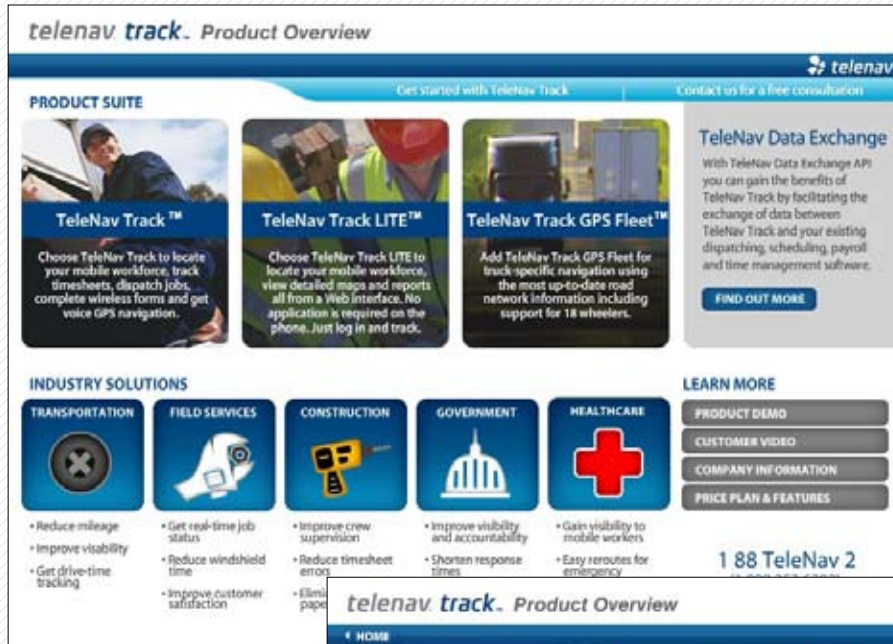 telenav track™ Product Overview
telenav
Get started with TeleNav Track
Contact us for a free consultation
PRODUCT SUITE
TeleNav Track™
Choose TeleNav Track to locate
your mobile workforce, track
timesheets, dispatch jobs,
complete wireless forms and get
voice GPS navigation.
TeleNav Track LITE™
Choose TeleNav Track LITE to
locate your mobile workforce,
view detailed maps and reports
all from a Web interface. No
application is required on the
phone. Just log in and track.
TeleNav Track GPS Fleet™
Add TeleNav Track GPS Fleet for
truck-specific navigation using
the most up-to-date road
network information including
support for 18 wheelers.
TeleNav Data Exchange
With TeleNav Data Exchange API
you can gain the benefits of
TeleNav Track by facilitating the
exchange of data between
TeleNav Track and your existing
dispatching, scheduling, payroll
and time management software.
FIND OUT MORE
INDUSTRY SOLUTIONS
TRANSPORTATION
• Reduce mileage
• Improve visability
• Get drive-time
tracking
FIELD SERVICES
• Get real-time job
status
• Reduce windshield
time
• Improve customer
satisfaction
CONSTRUCTION
• Improve crew
supervision
• Reduce timesheet
errors
GOVERNMENT
• Improve visibility
and accountability
• Shorten response
times
HEALTHCARE
• Gain visibility to
mobile workers
• Easy reroutes for
emergency
LEARN MORE
PRODUCT DEMO
CUSTOMER VIDEO
COMPANY INFORMATION
PRICE PLAN & FEATURES
1 88 TeleNav 2
telenav track™ Product Overview
HOME